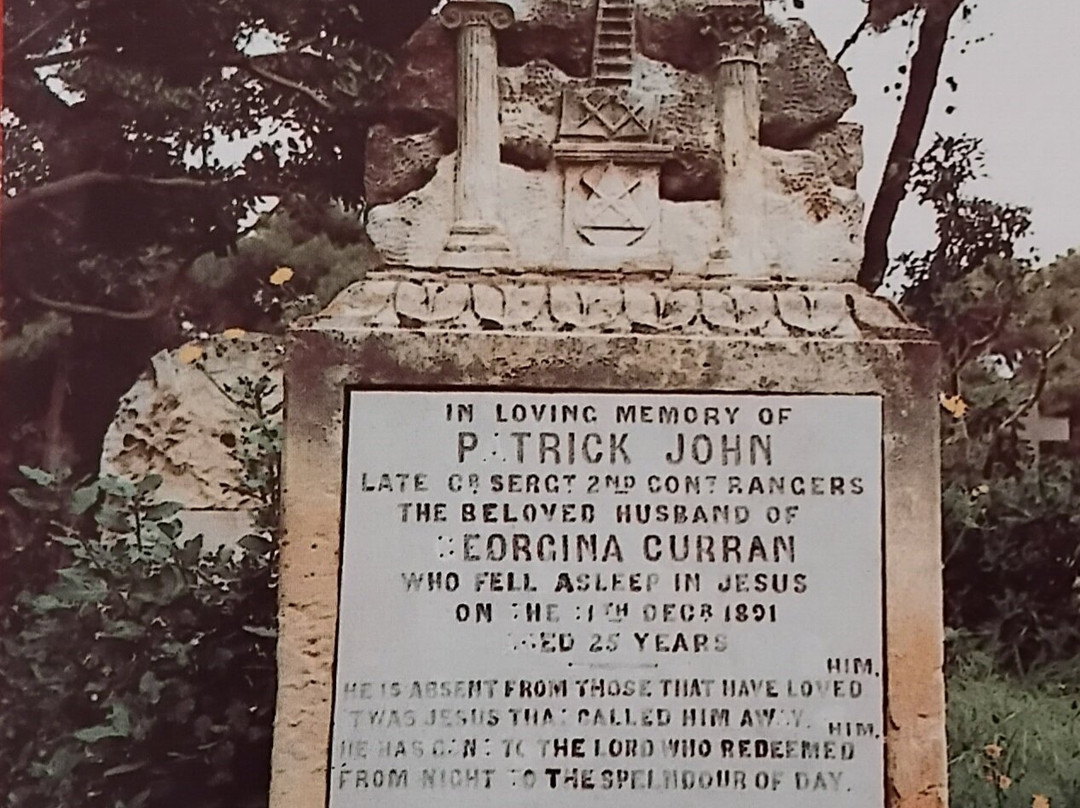 IN LOVING MEMORY OF
PATRICK JOHN
LATE CR SERGT 2ND CONT RANGERS
THE BELOVED HUSBAND OF
GEORGINA CURRAN
WHO FELL ASLEEP IN JESUS
ON THE 11TH DECR 1891
AGED 25 YEARS
HIM.
HE IS ABSENT FROM THOSE THAT HAVE LOVED
TWAS JESUS THAT CALLED HIM AWAY.
HIM.
HE HAS GONE TO THE LORD WHO REDEEMED
FROM NIGHT TO THE SPELNDOUR OF DAY.